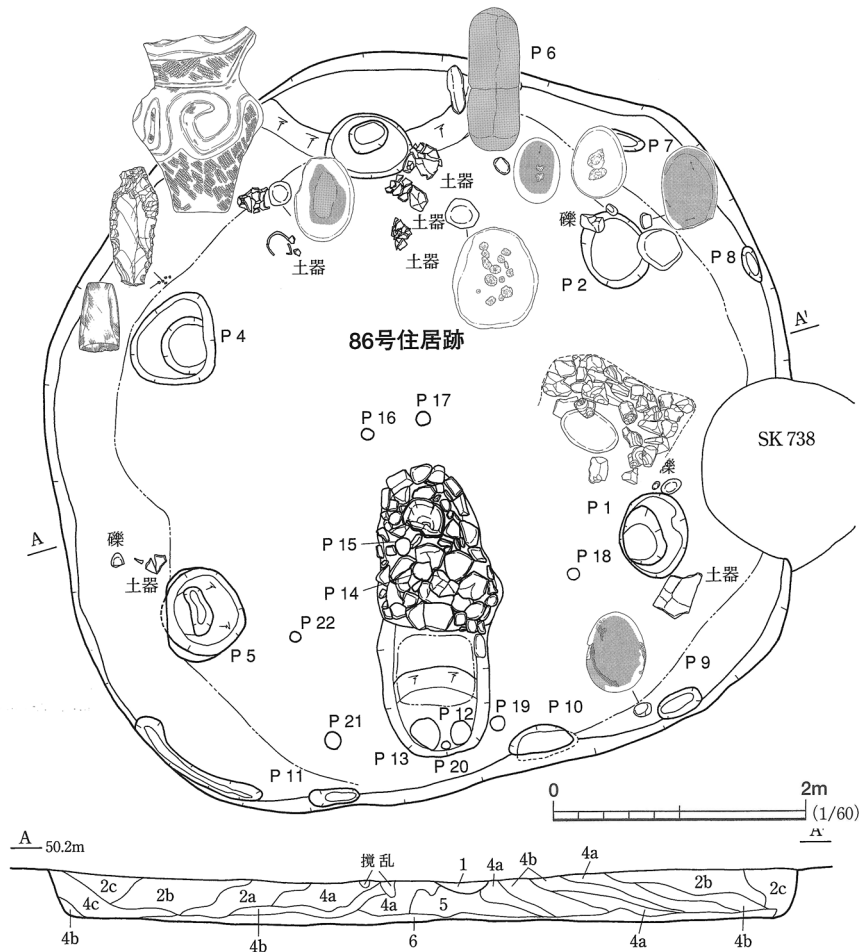 P 6
P 7
土器
土器
土器
土器
礫
P 8
P 2
A'
P 4
86号住居跡
P 17
P 16
SK 738
礫
P 1
A
礫
P 15
P 18
土器
P 14
土器
P 22
P 5
P 9
P 12
P 19
P 10
P 21
P 13
P 20
P 11
0
2m
(1/60)
A
50.2m
A'
撹乱
1
4a
4b
4a
2c
2b
2a
4a
4a
5
2b
2c
4c
4b
4b
6
4a
4b